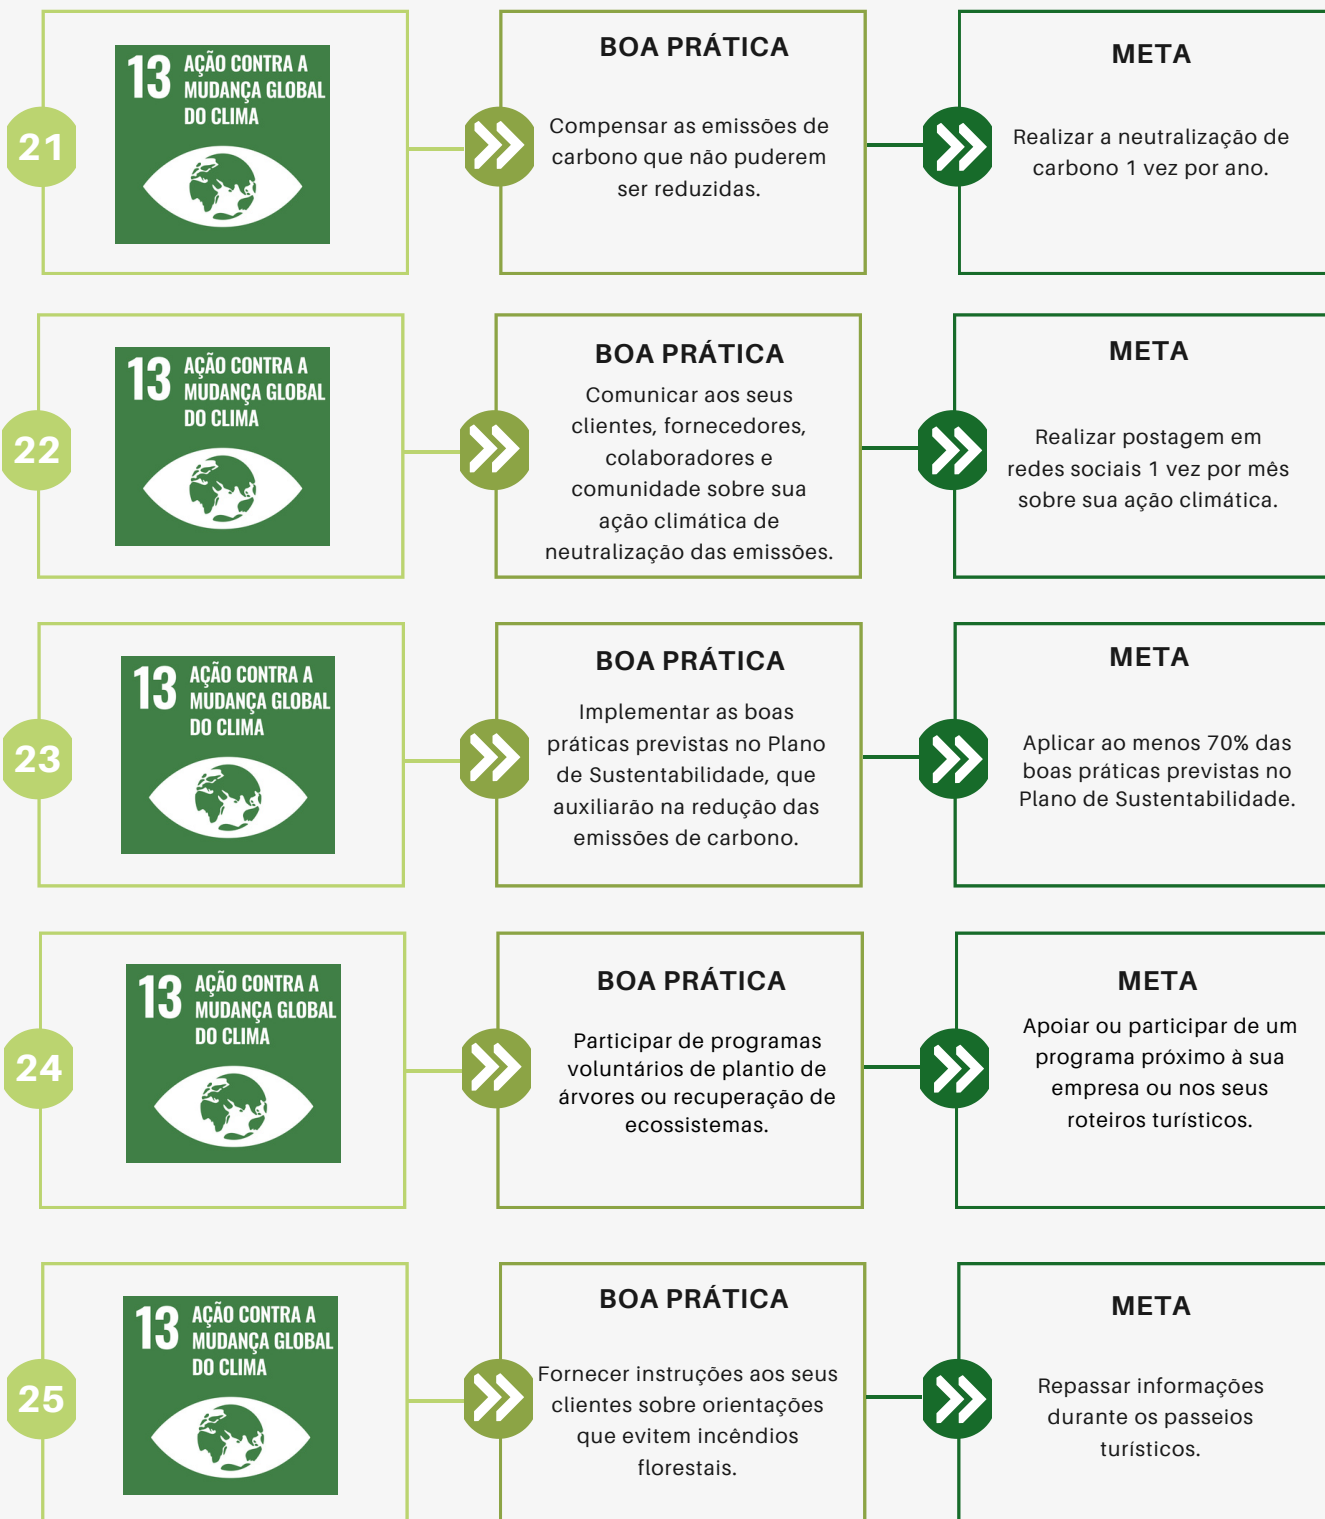 21
13 AÇÃO CONTRA A
MUDANÇA GLOBAL
DO CLIMA
BOA PRÁTICA
Compensar as emissões de
carbono que não puderem
ser reduzidas.
META
Realizar a neutralização de
carbono 1 vez por ano.
22
13 AÇÃO CONTRA A
MUDANÇA GLOBAL
DO CLIMA
BOA PRÁTICA
Comunicar aos seus
clientes, fornecedores,
colaboradores e
comunidade sobre sua
ação climática de
neutralização das emissões.
META
Realizar postagem em
redes sociais 1 vez por mês
sobre sua ação climática.
23
13 AÇÃO CONTRA A
MUDANÇA GLOBAL
DO CLIMA
BOA PRÁTICA
Implementar as boas
práticas previstas no Plano
de Sustentabilidade, que
auxiliarão na redução das
emissões de carbono.
META
Aplicar ao menos 70% das
boas práticas previstas no
Plano de Sustentabilidade.
24
13 AÇÃO CONTRA A
MUDANÇA GLOBAL
DO CLIMA
BOA PRÁTICA
Participar de programas
voluntários de plantio de
árvores ou recuperação de
ecossistemas.
META
Apoiar ou participar de um
programa próximo à sua
empresa ou nos seus
roteiros turísticos.
25
13 AÇÃO CONTRA A
MUDANÇA GLOBAL
DO CLIMA
BOA PRÁTICA
Fornecer instruções aos seus
clientes sobre orientações
que evitem incêndios
florestais.
META
Repassar informações
durante os passeios
turísticos.